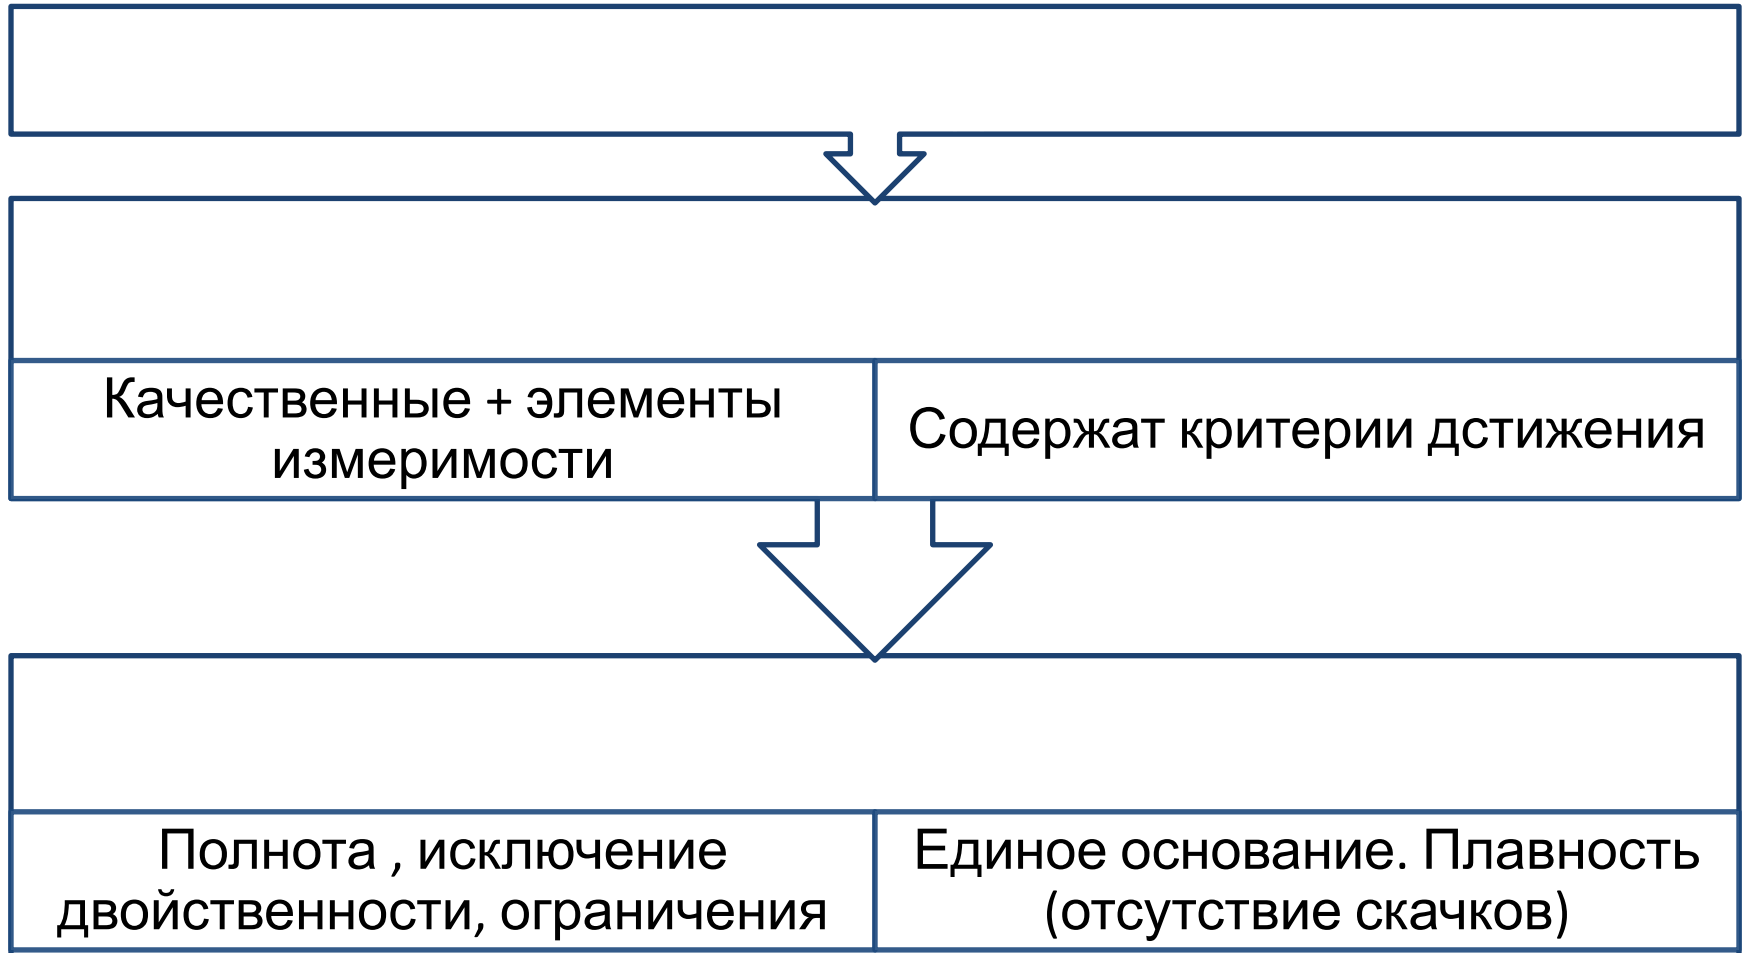 Качественные + элементы
измеримости
Содержат критерии дстижения
Полнота , исключение
двойственности, ограничения
Единое основание. Плавность
(отсутствие скачков)